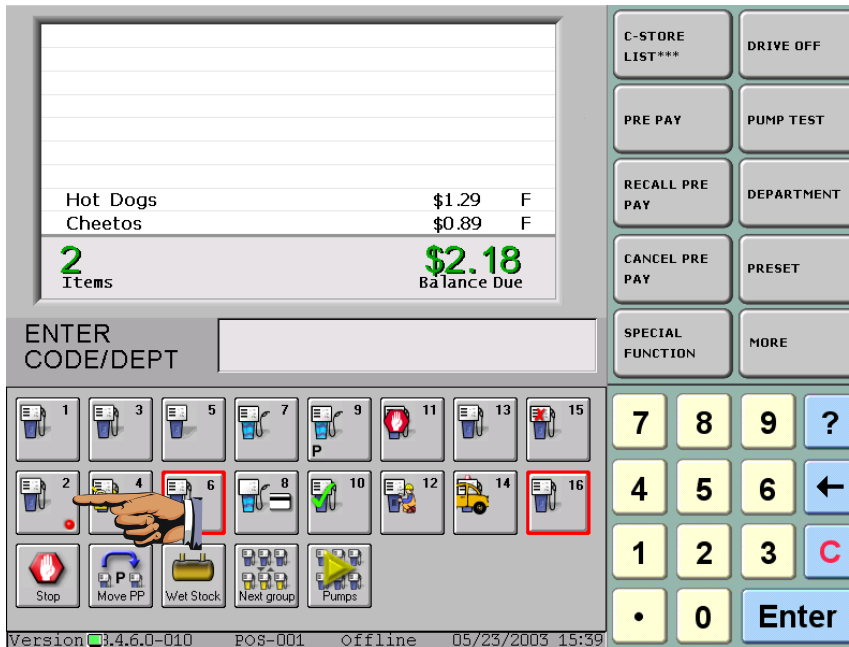 Hot Dogs $1.29 F
Cheetos $0.89 F
2 $2.18
Items Balance Due
ENTER
CODE/DEPT
C-STORE
LIST***
DRIVE OFF
PRE PAY
PUMP TEST
RECALL PRE
PAY
DEPARTMENT
CANCEL PRE
PAY
PRESET
SPECIAL
FUNCTION
MORE
1 3 5 7 9 11 13 15
P
2 4 6 8 10 12 14 16
P
Stop Move PP Wet Stock Next group Pumps
7 8 9 ?
4 5 6 ←
1 2 3 C
• 0 Enter
Version 3.4.6.0-010 POS-001 Offline 05/23/2003 15:39